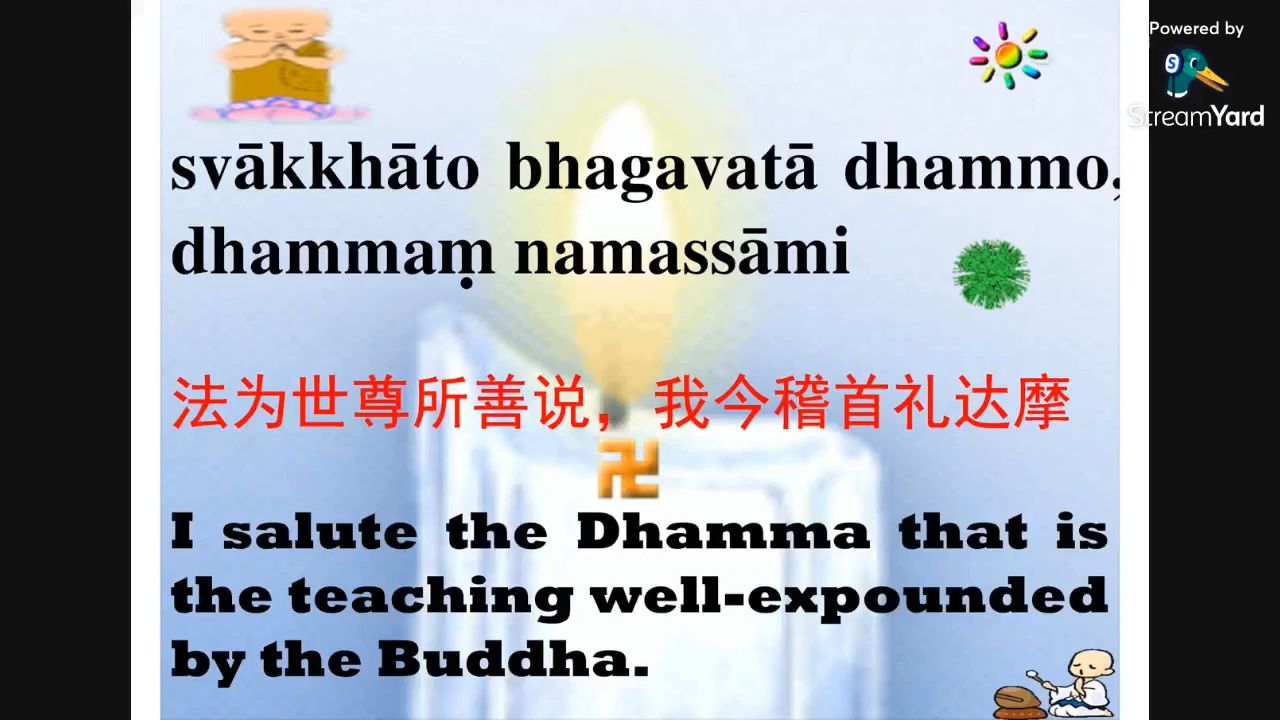 Powered by
StreamYard
svākkhāto bhagavatā dhammo,
dhammaṃ namassāmi
法为世尊所善说，我今稽首礼达摩
卍
I salute the Dhamma that is
the teaching well-expounded
by the Buddha.